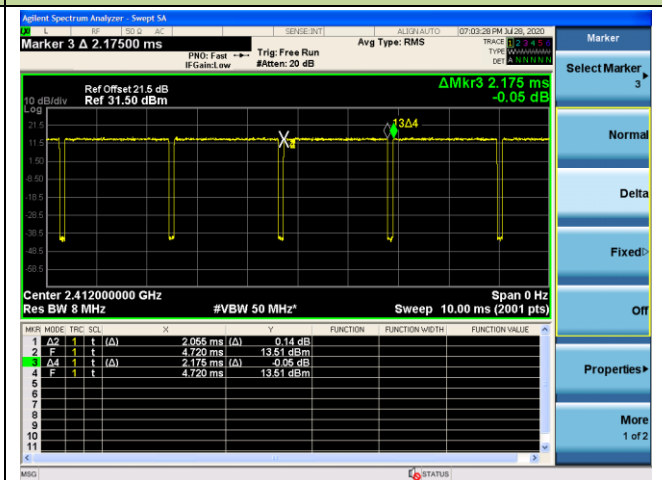 Agilent Spectrum Analyzer - Swept SA
L RF 50 Ω AC SENSE:INT ALIGNAUTO 07:03:28 PM Jul 28, 2020
Marker 3 Δ 2.17500 ms
PNO: Fast
IFGain:Low
Trig: Free Run
#Atten: 20 dB
Avg Type: RMS
TRACE 1 2 3 4 5 6
TYPE
DET A N N N N N
Ref Offset 21.5 dB
10 dB/div Ref 31.50 dBm
Log
ΔMkr3 2.175 ms
-0.05 dB
21.5
11.5
1.50
-8.50
-18.5
-28.5
-38.5
-48.5
-58.5
13Δ4
Center 2.412000000 GHz Span 0 Hz
Res BW 8 MHz #VBW 50 MHz* Sweep 10.00 ms (2001 pts)
MKR MODE TRC SCL X Y FUNCTION FUNCTION WIDTH FUNCTION VALUE
1 Δ2 1 t (Δ) 2.055 ms (Δ) 0.14 dB
2 F 1 t 4.720 ms 13.51 dBm
3 Δ4 1 t (Δ) 2.175 ms (Δ) -0.05 dB
4 F 1 t 4.720 ms 13.51 dBm
5
6
7
8
9
10
11
MSG STATUS
Marker
Select Marker
3
Normal
Delta
Fixed
Off
Properties
More
1 of 2